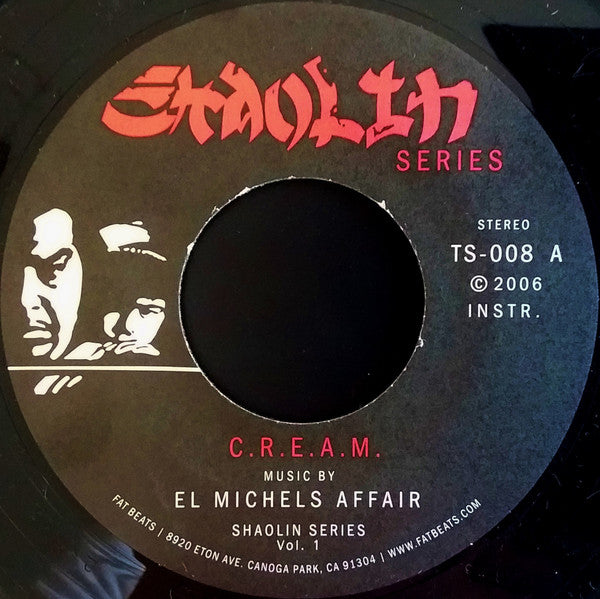 SHAOLIN
SERIES
STEREO
TS-008 A
© 2006
INSTR.
C.R.E.A.M.
MUSIC BY
EL MICHELS AFFAIR
SHAOLIN SERIES
Vol. 1
FAT BEATS | 8920 ETON AVE. CANOGA PARK, CA 91304 | WWW.FATBEATS.COM